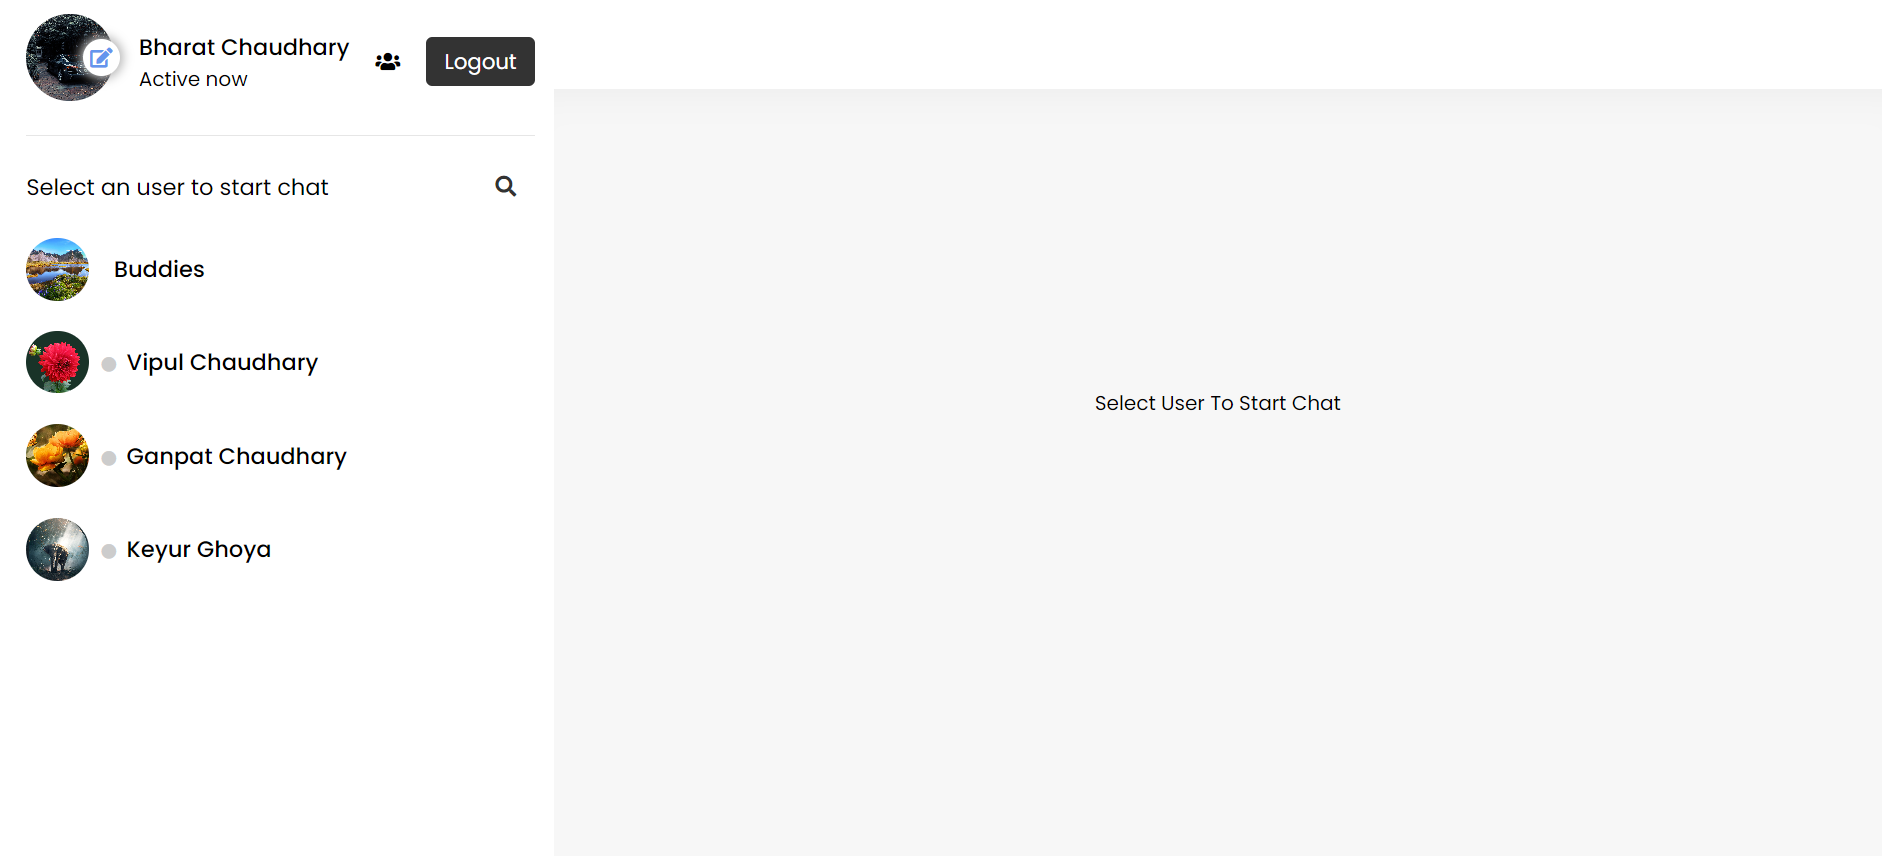 Bharat Chaudhary
Active now
Logout
Select an user to start chat
Buddies
Vipul Chaudhary
Ganpat Chaudhary
Keyur Ghoya
Select User To Start Chat